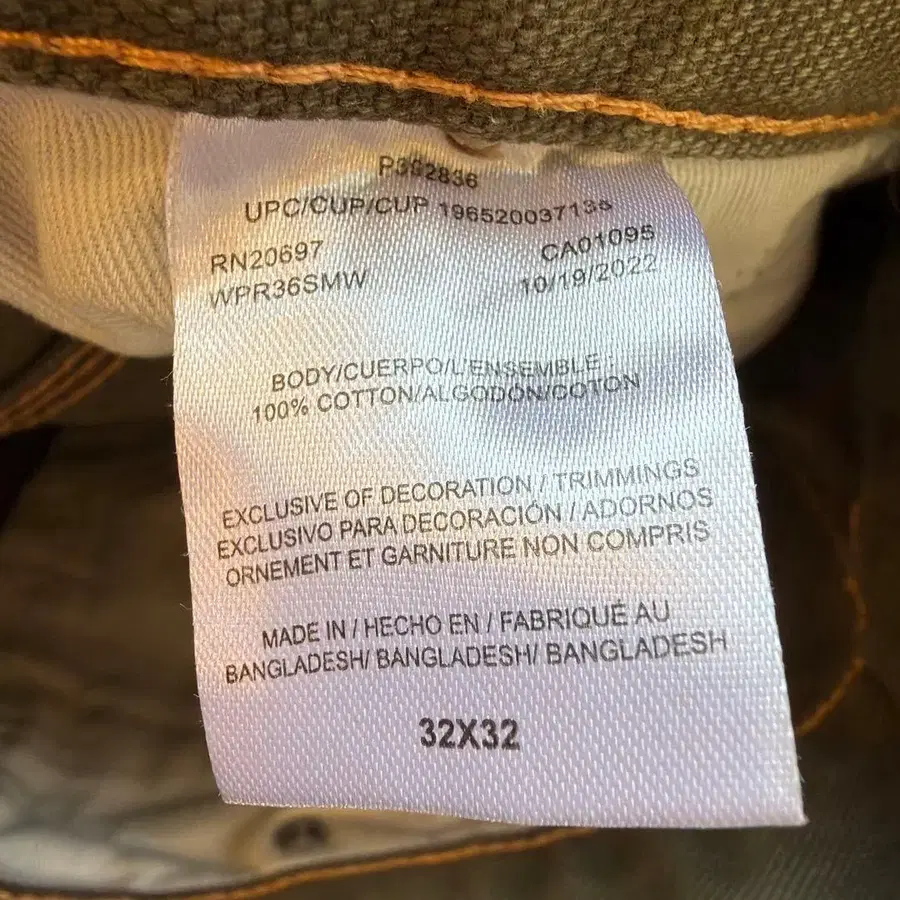 P392836
UPC/CUP/CUP 196520037135
RN20697 CA01095
WPR36SMW 10/19/2022
BODY/CUERPO/L'ENSEMBLE :
100% COTTON/ALGODÓN/COTON
EXCLUSIVE OF DECORATION / TRIMMINGS
EXCLUSIVO PARA DECORACIÓN / ADORNOS
ORNEMENT ET GARNITURE NON COMPRIS
MADE IN / HECHO EN / FABRIQUÉ AU
BANGLADESH/ BANGLADESH/ BANGLADESH
32X32